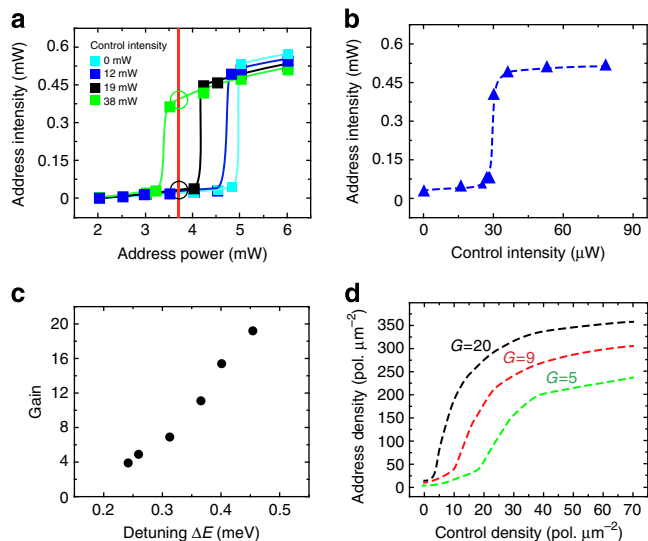 a
Address intensity (mW)
0.6
0.45
0.30
0.15
0
Control intensity
0 mW
12 mW
19 mW
38 mW
2
3
4
5
6
Address power (mW)
b
Address intensity (mW)
0.6
0.45
0.30
0.15
0
0
30
60
90
Control intensity (μW)
c
Gain
20
16
12
8
4
0
0.2
0.3
0.4
0.5
Detuning ΔE (meV)
d
Address density (pol. μm⁻²)
350
300
250
200
150
100
50
0
G=20
G=9
G=5
0
10
20
30
40
50
60
70
Control density (pol. μm⁻²)